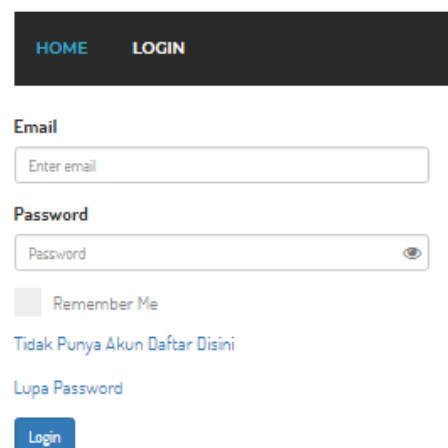 HOME LOGIN
Email
Enter email
Password
Password
Remember Me
Tidak Punya Akun Daftar Disini
Lupa Password
Login